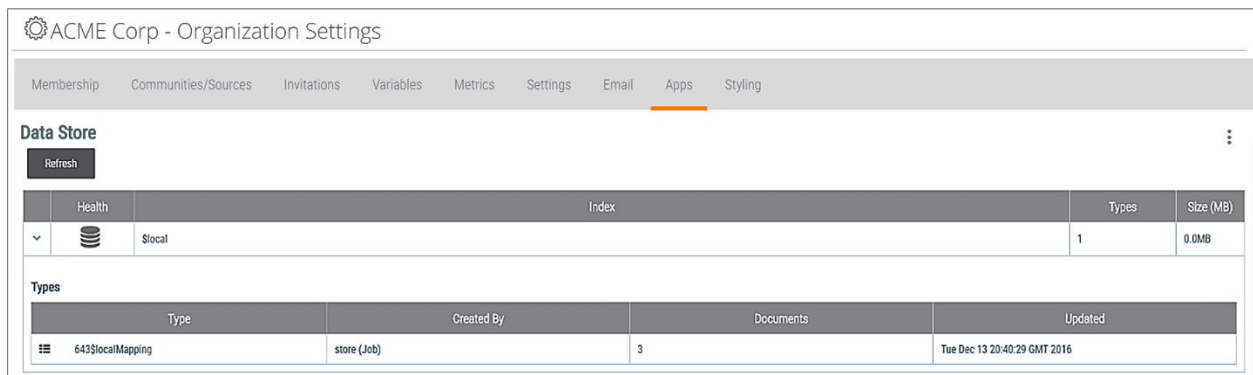 ACME Corp - Organization Settings
Membership Communities/Sources Invitations Variables Metrics Settings Email Apps Styling
Data Store
Refresh
Health Index Types Size (MB)
$local 1 0.0MB
Types
Type Created By Documents Updated
643$localMapping store (Job) 3 Tue Dec 13 20:40:29 GMT 2016